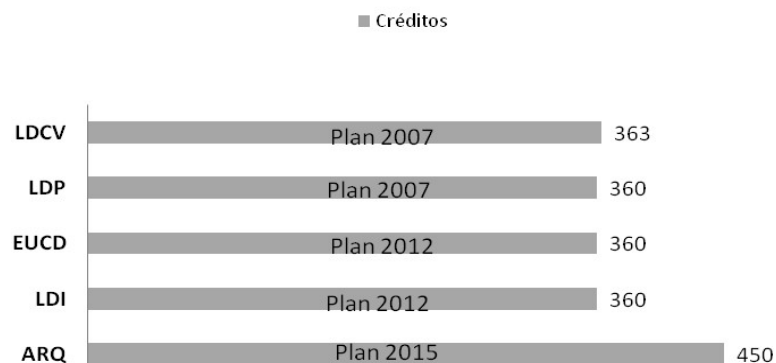 Créditos
LDCV Plan 2007 363
LDP Plan 2007 360
EUCD Plan 2012 360
LDI Plan 2012 360
ARQ Plan 2015 450